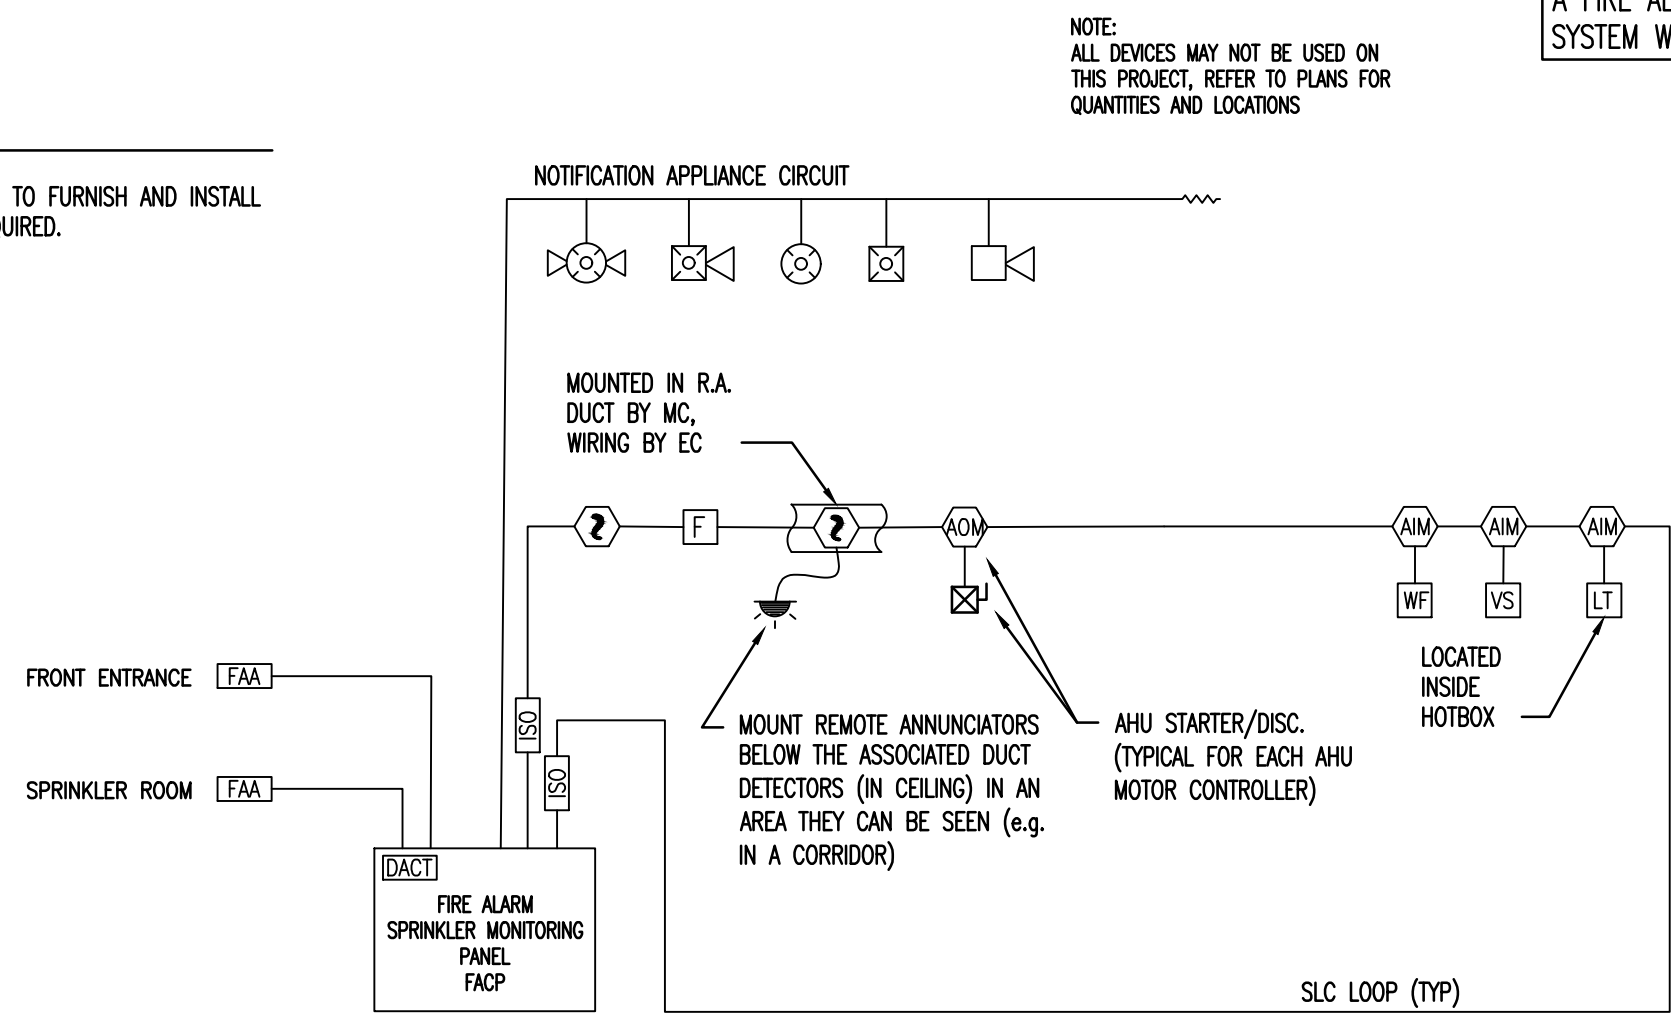 A FIRE
SYSTEM
NOTE:
ALL DEVICES MAY NOT BE USED ON
THIS PROJECT, REFER TO PLANS FOR
QUANTITIES AND LOCATIONS
TO FURNISH AND INSTALL
NOTIFICATION APPLIANCE CIRCUIT
MOUNTED IN R.A.
DUCT BY MC,
WIRING BY EC
F
AOM
AIM
AIM
AIM
WF
VS
LT
LOCATED
INSIDE
HOTBOX
FRONT ENTRANCE
FAA
SPRINKLER ROOM
FAA
ISO
ISO
MOUNT REMOTE ANNUNCIATORS
BELOW THE ASSOCIATED DUCT
DETECTORS (IN CEILING) IN AN
AREA THEY CAN BE SEEN (e.g.
IN A CORRIDOR)
AHU STARTER/DISC.
(TYPICAL FOR EACH AHU
MOTOR CONTROLLER)
DACT
FIRE ALARM
SPRINKLER MONITORING
PANEL
FACP
SLC LOOP (TYP)